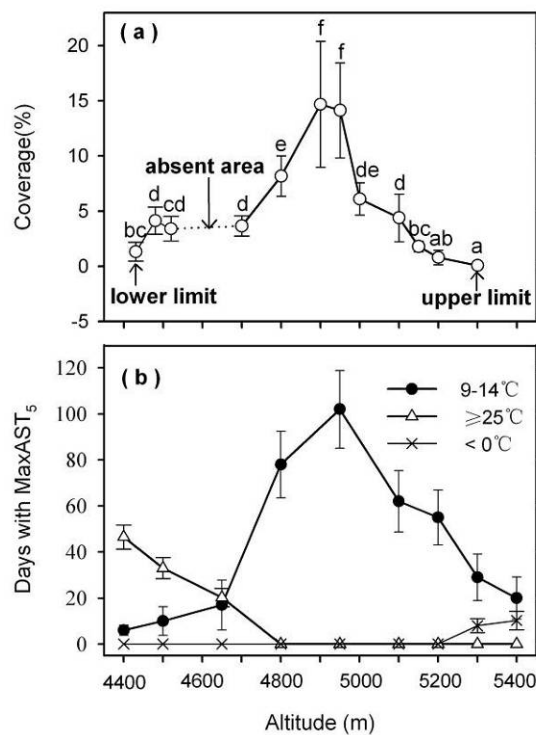 ( a )
20
15
10
5
0
-5
Coverage(%)
bc
d
cd
d
e
f
f
de
d
bc
ab
a
absent area
lower limit
upper limit
( b )
120
100
80
60
40
20
0
Days with MaxAST₅
9-14℃
≥25℃
< 0℃
4400 4600 4800 5000 5200 5400
Altitude (m)